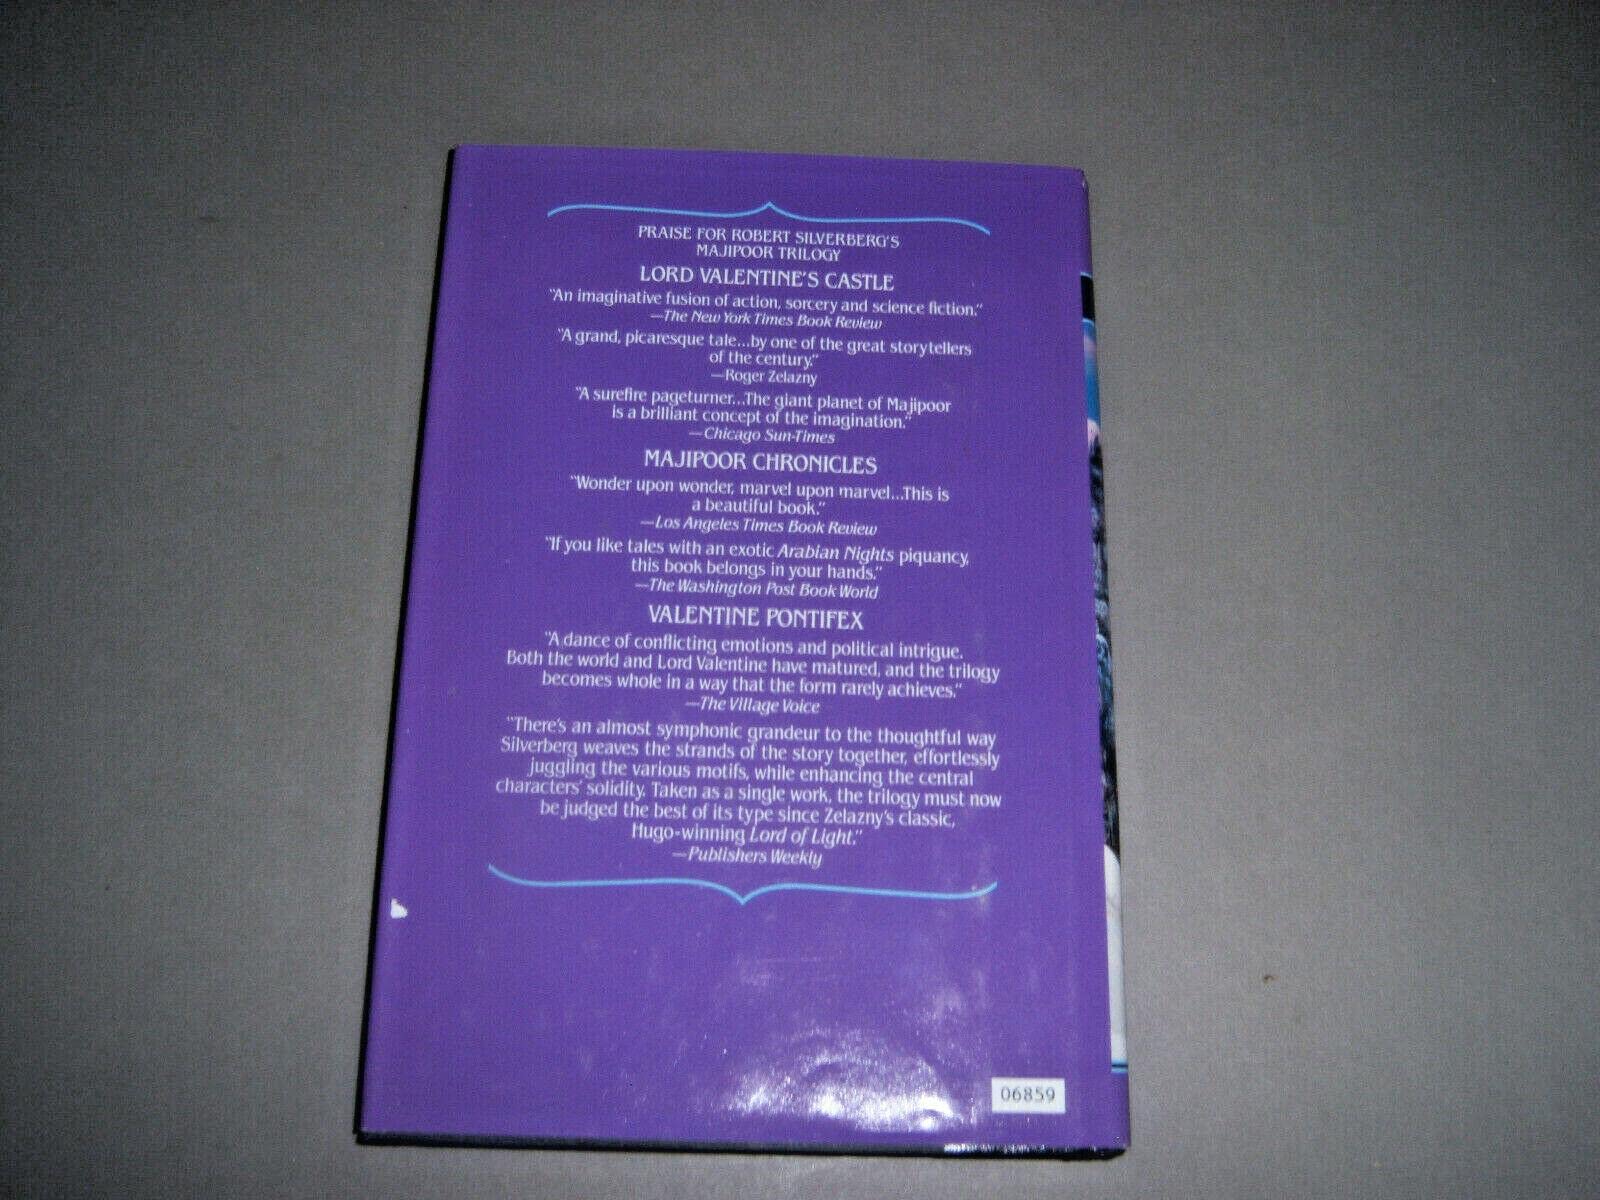 PRAISE FOR ROBERT SILVERBERG'S
MAJIPOOR TRILOGY
LORD VALENTINE'S CASTLE
"An imaginative fusion of action, sorcery and science fiction."
—The New York Times Book Review
"A grand, picaresque tale...by one of the great storytellers
of the century."
—Roger Zelazny
"A surefire pageturner...The giant planet of Majipoor
is a brilliant concept of the imagination."
—Chicago Sun-Times
MAJIPOOR CHRONICLES
"Wonder upon wonder, marvel upon marvel...This is
a beautiful book."
—Los Angeles Times Book Review
"If you like tales with an exotic Arabian Nights piquancy,
this book belongs in your hands."
—The Washington Post Book World
VALENTINE PONTIFEX
"A dance of conflicting emotions and political intrigue.
Both the world and Lord Valentine have matured, and the trilogy
becomes whole in a way that the form rarely achieves."
—The Village Voice
"There's an almost symphonic grandeur to the thoughtful way
Silverberg weaves the strands of the story together, effortlessly
juggling the various motifs, while enhancing the central
characters' solidity. Taken as a single work, the trilogy must now
be judged the best of its type since Zelazny's classic,
Hugo-winning Lord of Light."
—Publishers Weekly
06859